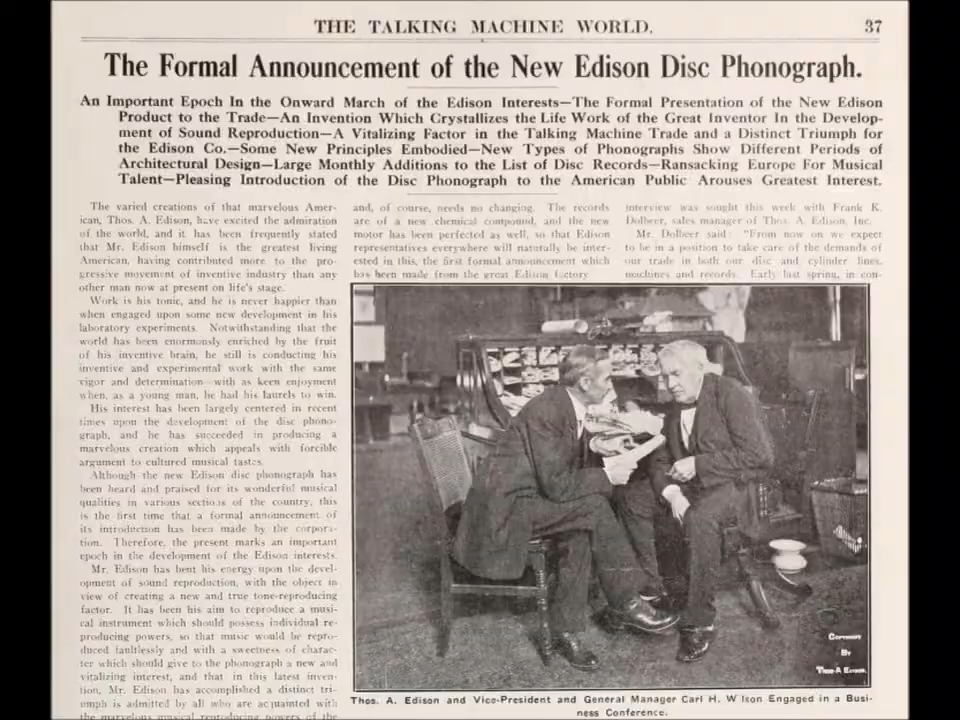 THE TALKING MACHINE WORLD.
37
The Formal Announcement of the New Edison Disc Phonograph.
An Important Epoch In the Onward March of the Edison Interests—The Formal Presentation of the New Edison
Product to the Trade—An Invention Which Crystallizes the Life Work of the Great Inventor In the Develop-
ment of Sound Reproduction—A Vitalizing Factor in the Talking Machine Trade and a Distinct Triumph for
the Edison Co.—Some New Principles Embodied—New Types of Phonographs Show Different Periods of
Architectural Design—Large Monthly Additions to the List of Disc Records—Ransacking Europe For Musical
Talent—Pleasing Introduction of the Disc Phonograph to the American Public Arouses Greatest Interest.
The varied creations of that marvelous Amer-
ican, Thos. A. Edison, have excited the admiration
of the world, and it has been frequently stated
that Mr. Edison himself is the greatest living
American, having contributed more to the pro-
gressive movement of inventive industry than any
other man now at present on life's stage.
Work is his tonic, and he is never happier than
when engaged upon some new development in his
laboratory experiments. Notwithstanding that the
world has been enormously enriched by the fruit
of his inventive brain, he still is conducting his
inventive and experimental work with the same
vigor and determination—with as keen enjoyment
when, as a young man, he had his laurels to win.
His interest has been largely centered in recent
times upon the development of the disc phono-
graph, and he has succeeded in producing a
marvelous creation which appeals with forcible
argument to cultured musical tastes.
Although the new Edison disc phonograph has
been heard and praised for its wonderful musical
qualities in various sections of the country, this
is the first time that a formal announcement of
its introduction has been made by the corpora-
tion. Therefore, the present marks an important
epoch in the development of the Edison interests.
Mr. Edison has bent his energy upon the devel-
opment of sound reproduction, with the object in
view of creating a new and true tone-reproducing
factor. It has been his aim to reproduce a musi-
cal instrument which should possess individual re-
producing powers, so that music would be repro-
duced faultlessly and with a sweetness of charac-
ter which should give to the phonograph a new and
vitalizing interest, and that in this latest inven-
tion, Mr. Edison has accomplished a distinct tri-
umph is admitted by all who are acquainted with
the marvelous musical reproducing powers of the
and, of course, needs no changing. The records
are of a new chemical compound, and the new
motor has been perfected as well, so that Edison
representatives everywhere will naturally be inter-
ested in this, the first formal announcement which
has been made from the great Edison factory.
interview was sought this week with Frank K.
Dolbeer, sales manager of Thos. A. Edison, Inc.
Mr. Dolbeer said: "From now on we expect
to be in a position to take care of the demands of
our trade in both our disc and cylinder lines,
machines and records. Early last spring, in con-
Copyright
By
Thos A Edison
Thos. A. Edison and Vice-President and General Manager Carl H. Wilson Engaged in a Busi-
ness Conference.